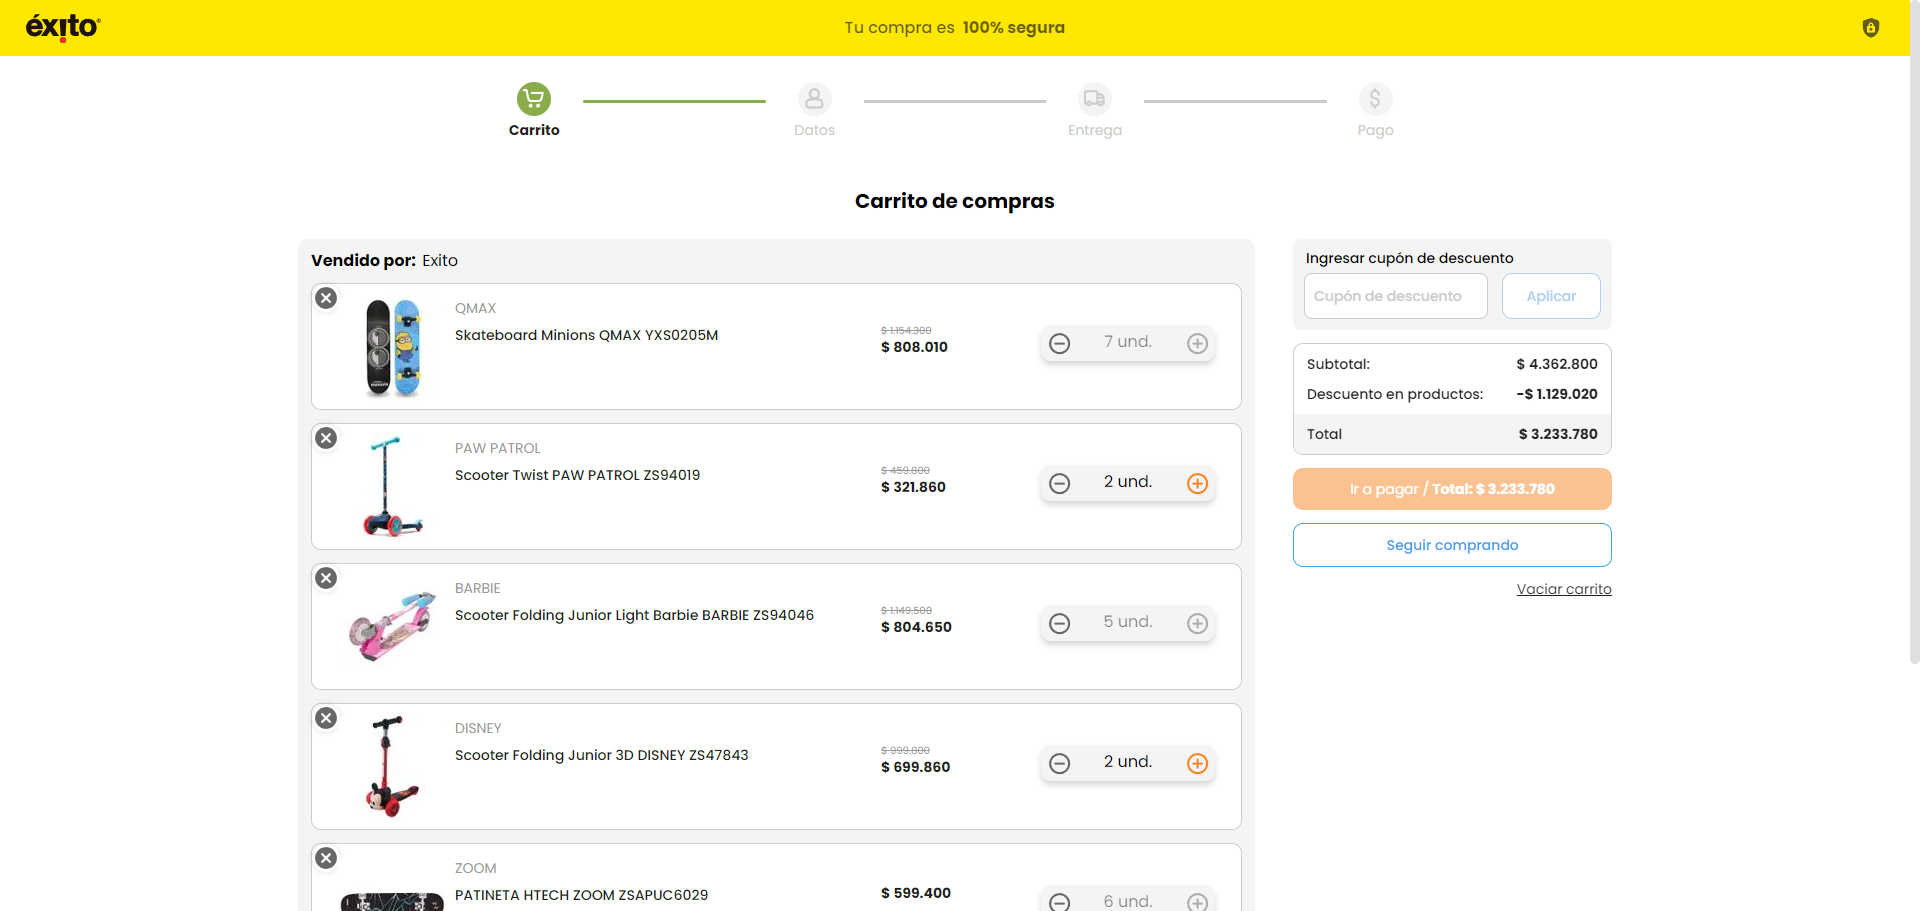 éxito
Tu compra es 100% segura
Carrito
Datos
Entrega
Pago
Carrito de compras
Vendido por: Exito
QMAX
Skateboard Minions QMAX YXS0205M
$ 1.154.300
$ 808.010
7 und.
PAW PATROL
Scooter Twist PAW PATROL ZS94019
$ 459.800
$ 321.860
2 und.
BARBIE
Scooter Folding Junior Light Barbie BARBIE ZS94046
$ 1.149.500
$ 804.650
5 und.
DISNEY
Scooter Folding Junior 3D DISNEY ZS47843
$ 999.800
$ 699.860
2 und.
ZOOM
PATINETA HTECH ZOOM ZSAPUC6029
$ 599.400
6 und.
Ingresar cupón de descuento
Cupón de descuento
Aplicar
Subtotal: $ 4.362.800
Descuento en productos: -$ 1.129.020
Total $ 3.233.780
Ir a pagar / Total: $ 3.233.780
Seguir comprando
Vaciar carrito